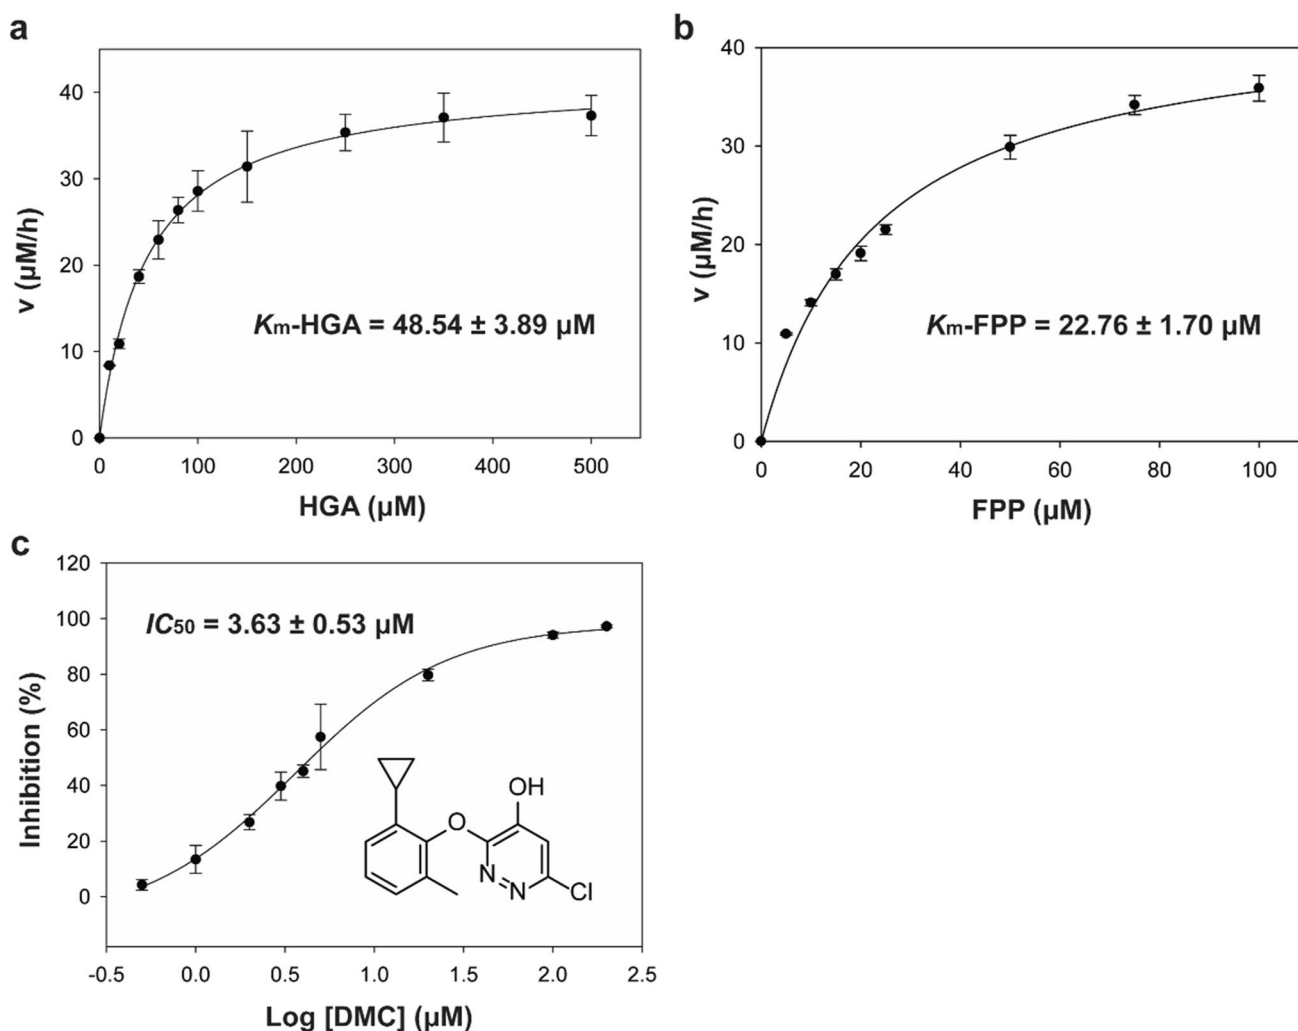 a
40
30
20
10
0
v (µM/h)
Km-HGA = 48.54 ± 3.89 µM
0 100 200 300 400 500
HGA (µM)
b
40
30
20
10
0
v (µM/h)
Km-FPP = 22.76 ± 1.70 µM
0 20 40 60 80 100
FPP (µM)
c
120
100
80
60
40
20
0
Inhibition (%)
IC50 = 3.63 ± 0.53 µM
OH
O
N
N
Cl
-0.5 0.0 0.5 1.0 1.5 2.0 2.5
Log [DMC] (µM)